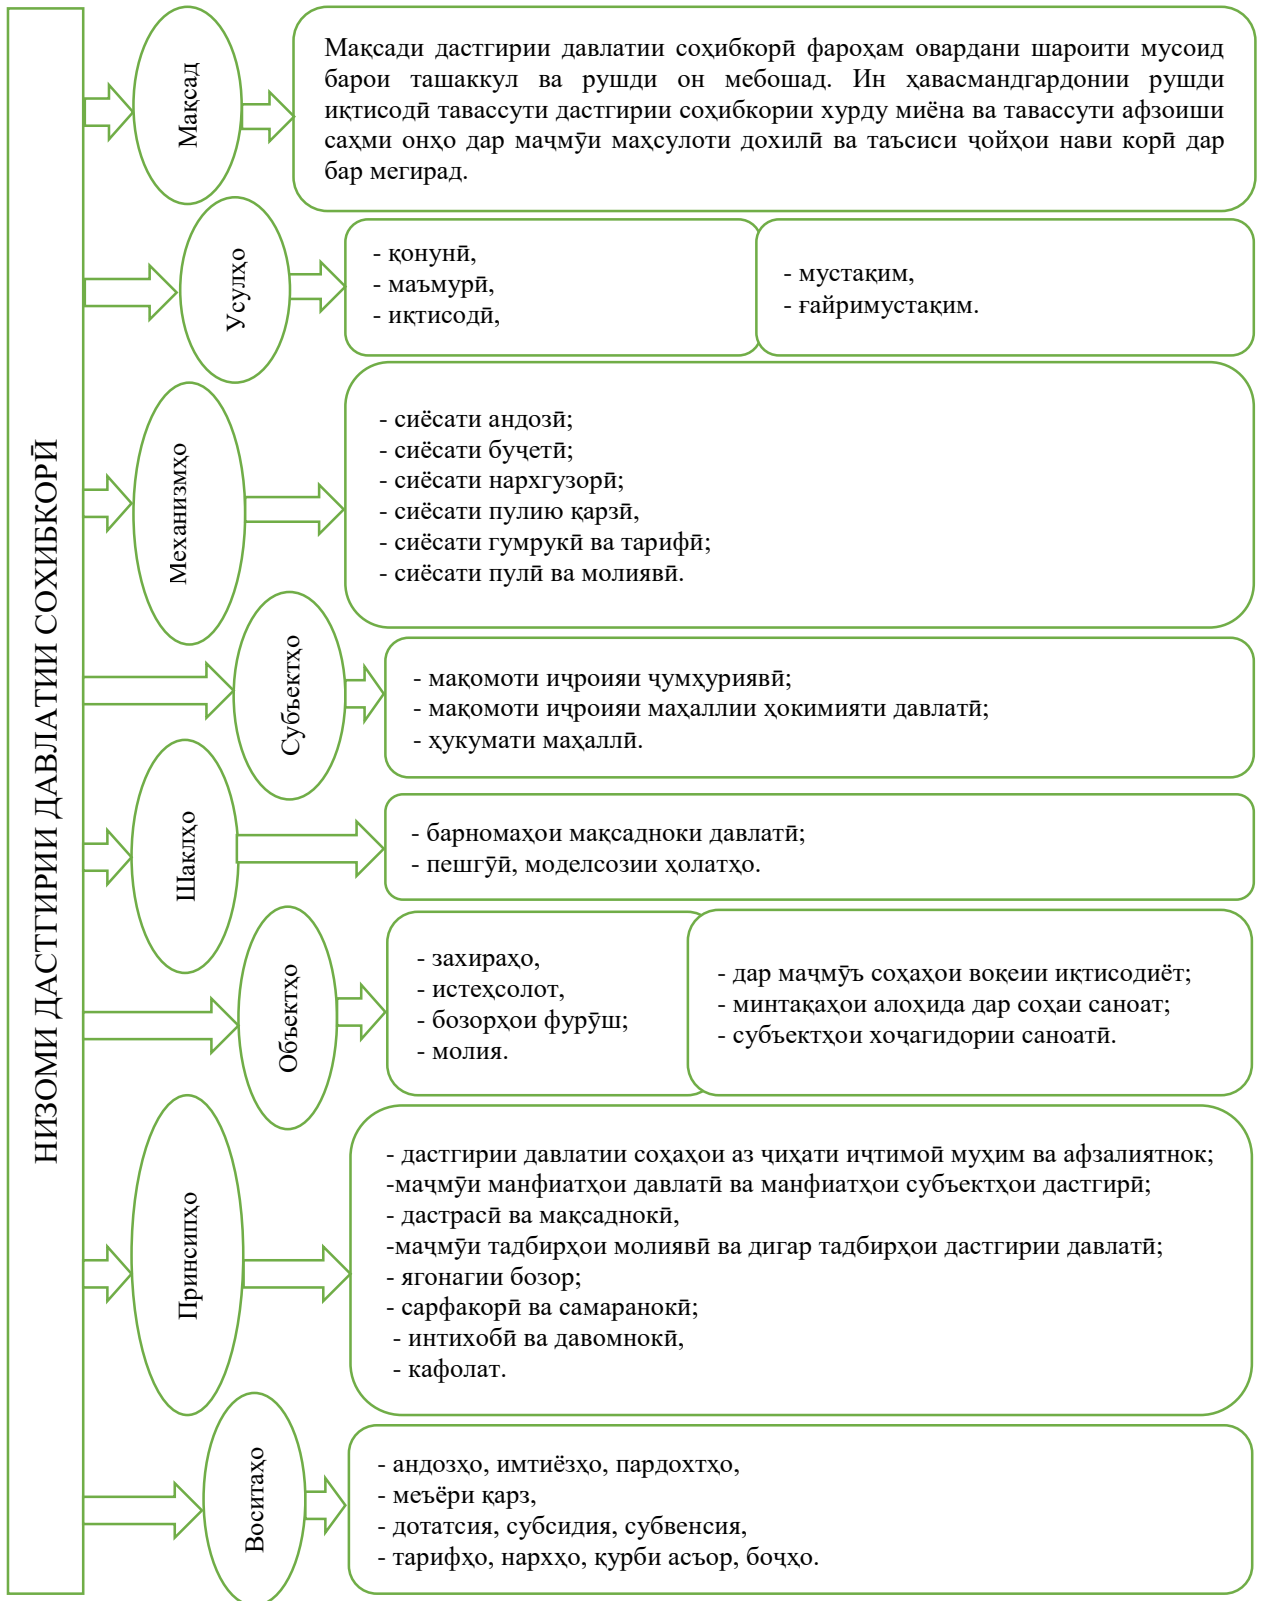 НИЗОМИ ДАСТГИРИИ ДАВЛАТИИ СОХИБКОРӢ
Мақсад
Мақсади дастгирии давлатии соҳибкорӣ фароҳам овардани шароити мусоид
барои ташаккул ва рушди он мебошад. Ин ҳавасмандгардонии рушди
иқтисодӣ тавассути дастгирии соҳибкории хурду миёна ва тавассути афзоиши
саҳми онҳо дар маҷмӯи маҳсулоти дохилӣ ва таъсиси ҷойҳои нави корӣ дар
бар мегирад.
Усулҳо
- қонунӣ,
- маъмурӣ,
- иқтисодӣ,
- мустақим,
- ғайримустақим.
Механизмҳо
- сиёсати андозӣ;
- сиёсати буҷетӣ;
- сиёсати нархгузорӣ;
- сиёсати пулию қарзӣ,
- сиёсати гумрукӣ ва тарифӣ;
- сиёсати пулӣ ва молиявӣ.
Субъектҳо
- мақомоти иҷроияи ҷумҳуриявӣ;
- мақомоти иҷроияи маҳаллии ҳокимияти давлатӣ;
- ҳукумати маҳаллӣ.
Шаклҳо
- барномаҳои мақсадноки давлатӣ;
- пешгӯӣ, моделсозии ҳолатҳо.
Объектҳо
- захираҳо,
- истеҳсолот,
- бозорҳои фурӯш;
- молия.
- дар маҷмӯъ соҳаҳои воқеии иқтисодиёт;
- минтақаҳои алоҳида дар соҳаи саноат;
- субъектҳои хоҷагидории саноатӣ.
Принсипҳо
- дастгирии давлатии соҳаҳои аз ҷиҳати иҷтимоӣ муҳим ва афзалиятнок;
-маҷмӯи манфиатҳои давлатӣ ва манфиатҳои субъектҳои дастгирӣ;
- дастрасӣ ва мақсаднокӣ,
-маҷмӯи тадбирҳои молиявӣ ва дигар тадбирҳои дастгирии давлатӣ;
- ягонагии бозор;
- сарфакорӣ ва самаранокӣ;
- интихобӣ ва давомнокӣ,
- кафолат.
Воситаҳо
- андозҳо, имтиёзҳо, пардохтҳо,
- меъёри қарз,
- дотатсия, субсидия, субвенсия,
- тарифҳо, нархҳо, қурби асъор, боҷҳо.